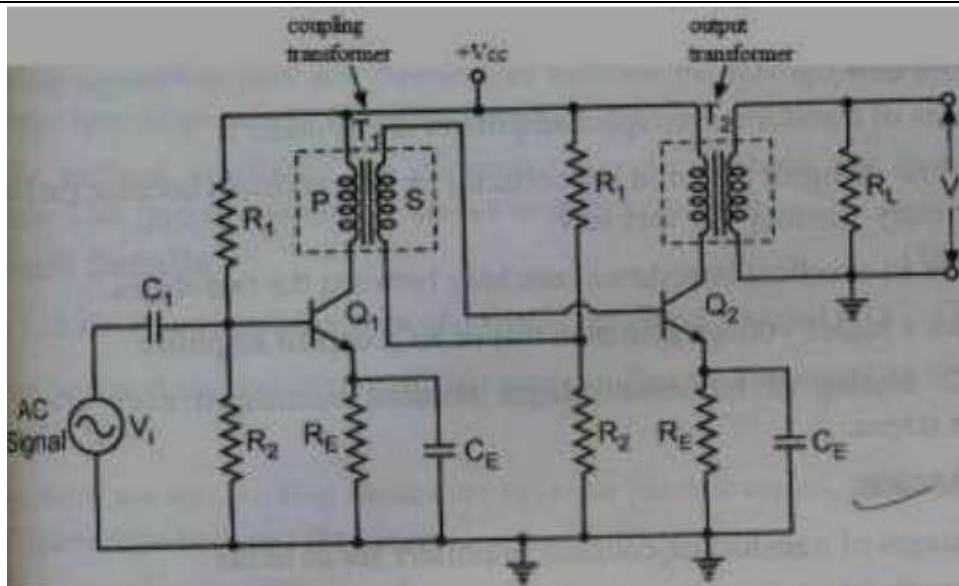 coupling
transformer
+Vcc
output
transformer
T1
T2
R1
P
S
R1
RL
V
C1
Q1
Q2
AC
Signal
Vi
R2
RE
CE
R2
RE
CE